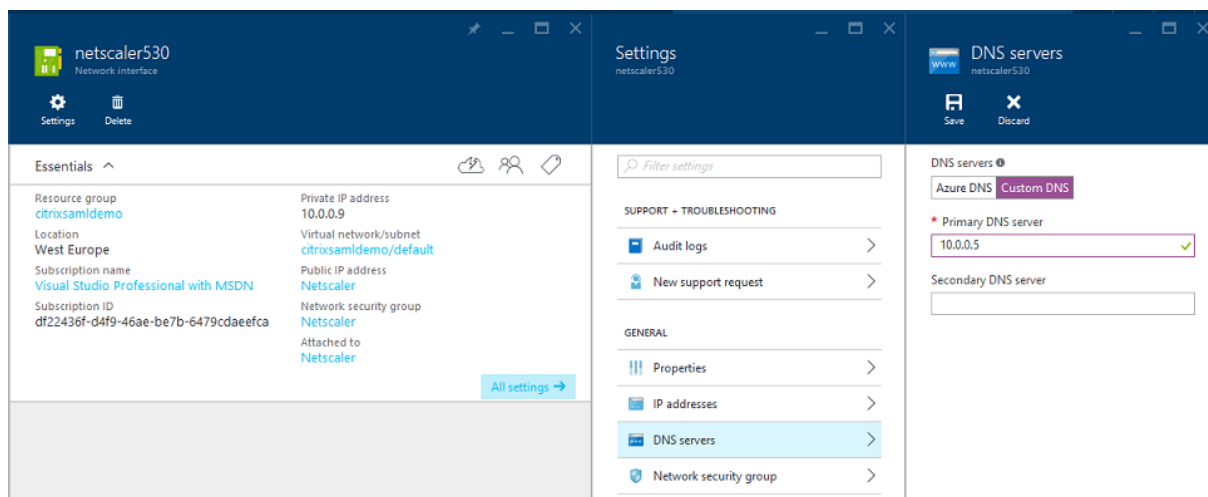 netscaler530
Network interface
Settings
Delete
Essentials
Resource group
citrixsamldemo
Location
West Europe
Subscription name
Visual Studio Professional with MSDN
Subscription ID
df22436f-d4f9-46ae-be7b-6479cdaeefca
Private IP address
10.0.0.9
Virtual network/subnet
citrixsamldemo/default
Public IP address
Netscaler
Network security group
Netscaler
Attached to
Netscaler
All settings →
Settings
netscaler530
Filter settings
SUPPORT + TROUBLESHOOTING
Audit logs
New support request
GENERAL
Properties
IP addresses
DNS servers
Network security group
www
DNS servers
netscaler530
Save
Discard
DNS servers
Azure DNS Custom DNS
* Primary DNS server
10.0.0.5
Secondary DNS server